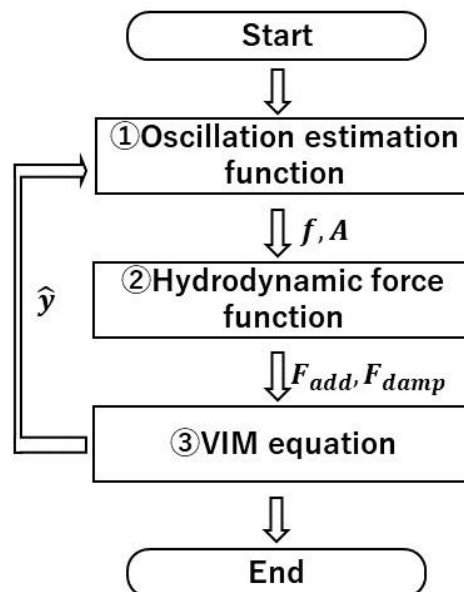 Start
①Oscillation estimation
function
f, A
②Hydrodynamic force
function
ŷ
F_add, F_damp
③VIM equation
End